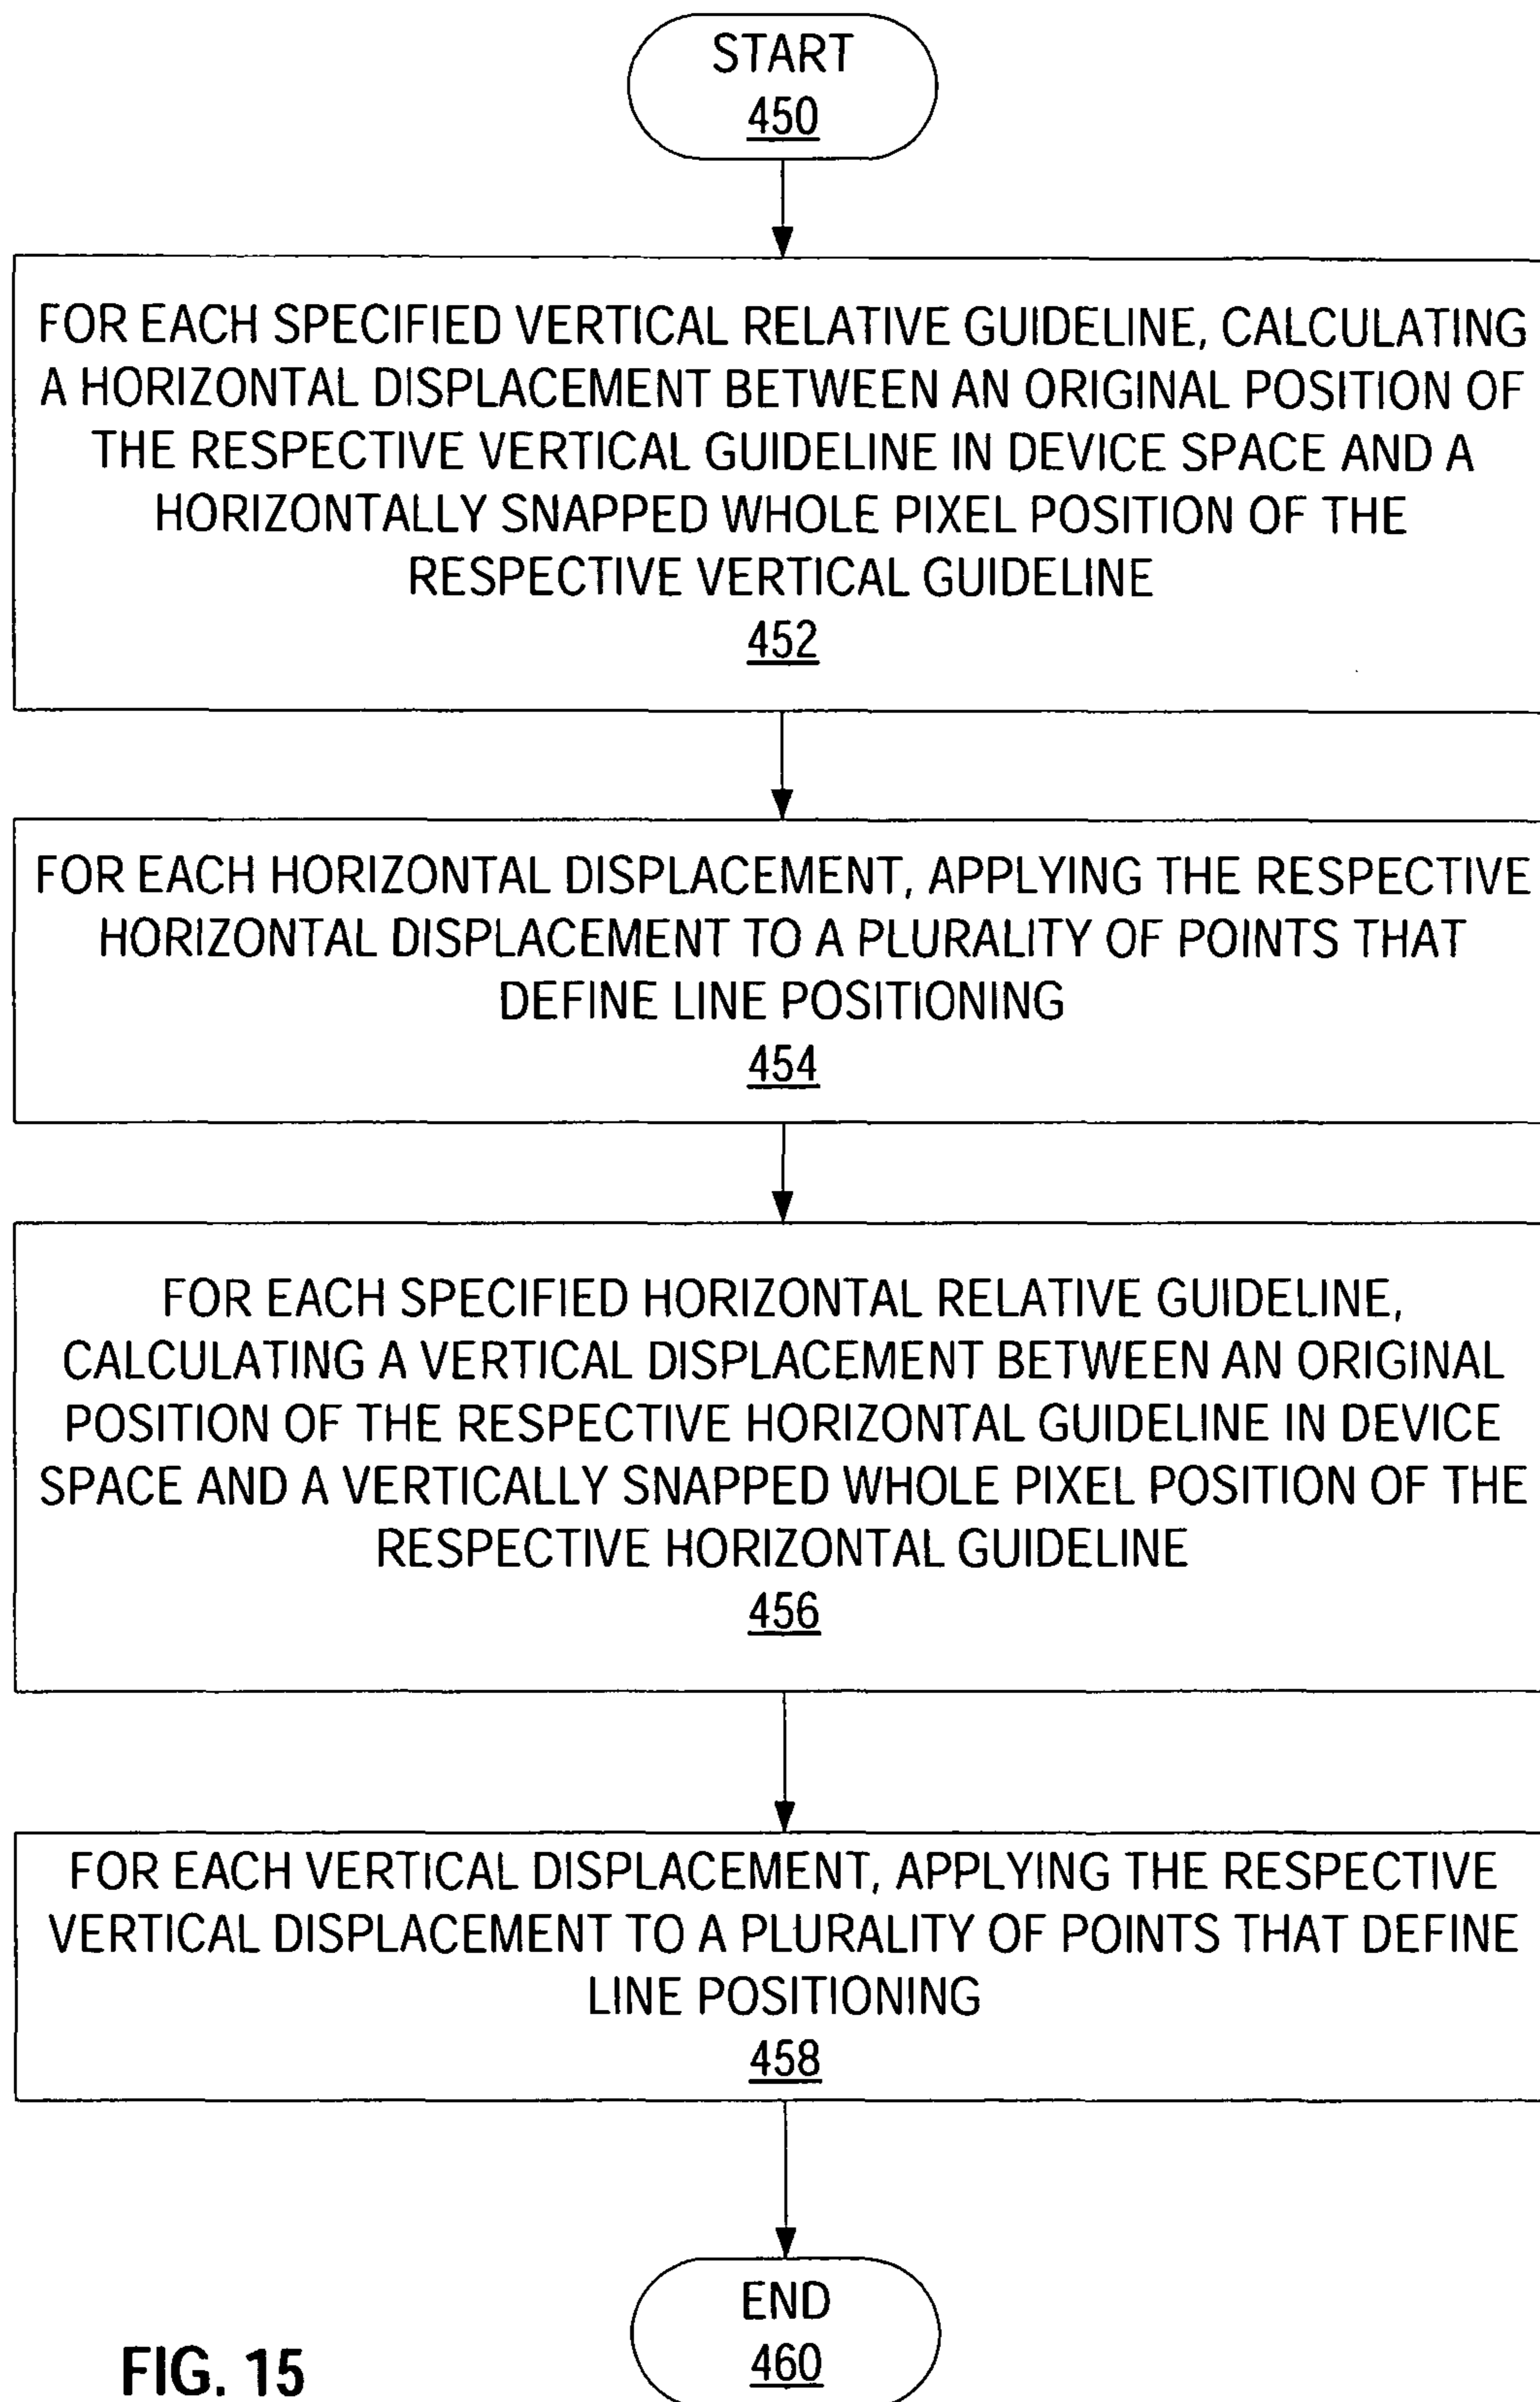 START
450
FOR EACH SPECIFIED VERTICAL RELATIVE GUIDELINE, CALCULATING
A HORIZONTAL DISPLACEMENT BETWEEN AN ORIGINAL POSITION OF
THE RESPECTIVE VERTICAL GUIDELINE IN DEVICE SPACE AND A
HORIZONTALLY SNAPPED WHOLE PIXEL POSITION OF THE
RESPECTIVE VERTICAL GUIDELINE
452
FOR EACH HORIZONTAL DISPLACEMENT, APPLYING THE RESPECTIVE
HORIZONTAL DISPLACEMENT TO A PLURALITY OF POINTS THAT
DEFINE LINE POSITIONING
454
FOR EACH SPECIFIED HORIZONTAL RELATIVE GUIDELINE,
CALCULATING A VERTICAL DISPLACEMENT BETWEEN AN ORIGINAL
POSITION OF THE RESPECTIVE HORIZONTAL GUIDELINE IN DEVICE
SPACE AND A VERTICALLY SNAPPED WHOLE PIXEL POSITION OF THE
RESPECTIVE HORIZONTAL GUIDELINE
456
FOR EACH VERTICAL DISPLACEMENT, APPLYING THE RESPECTIVE
VERTICAL DISPLACEMENT TO A PLURALITY OF POINTS THAT DEFINE
LINE POSITIONING
458
END
460
FIG. 15